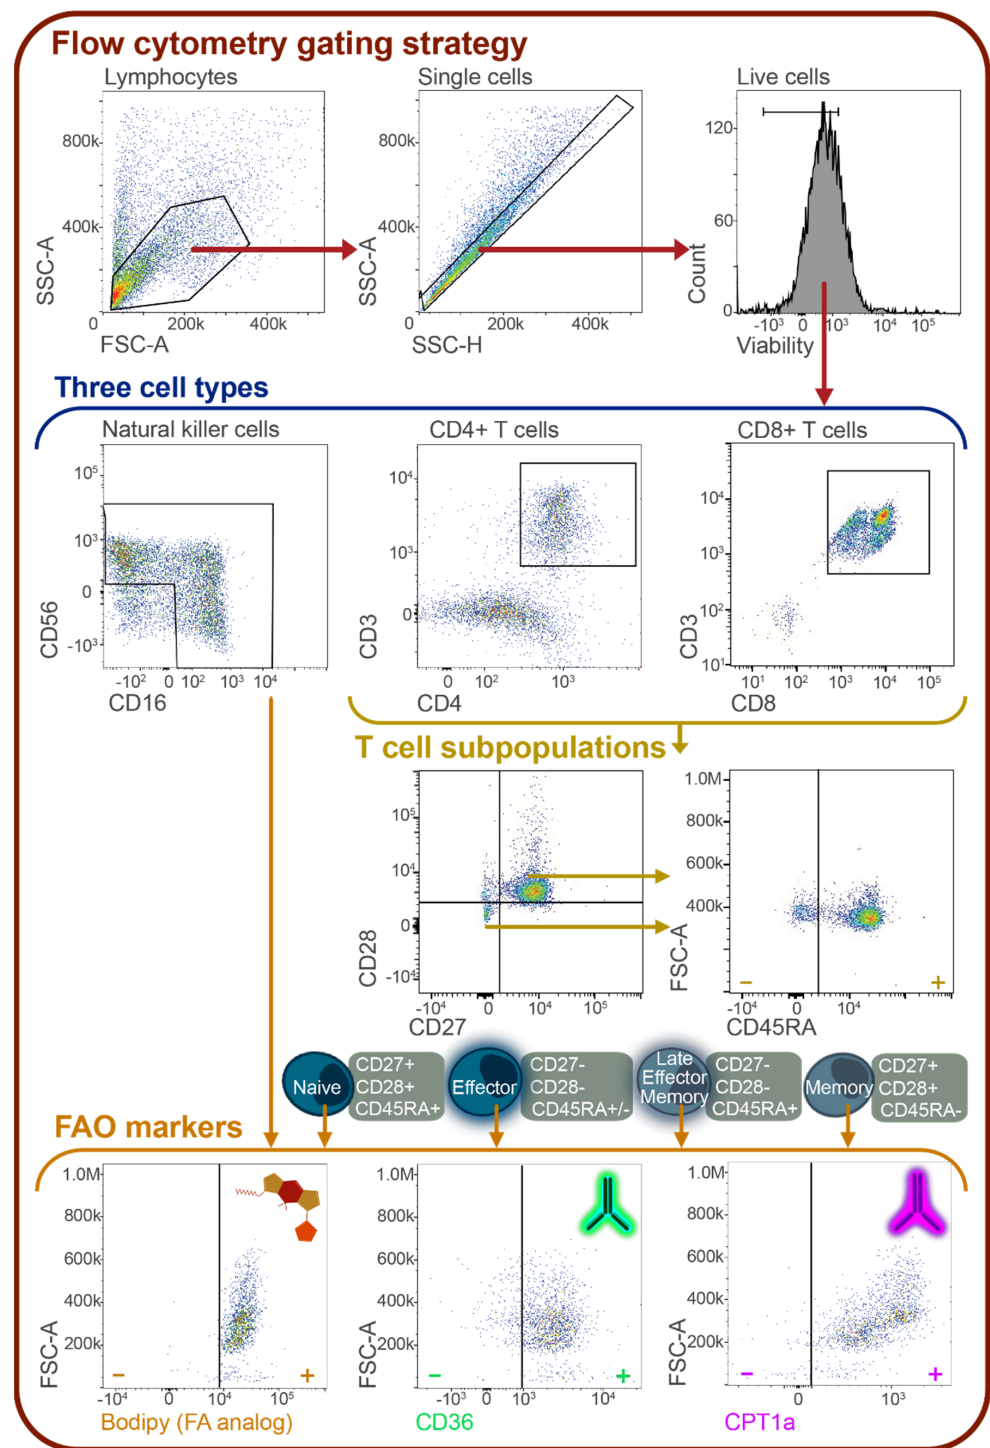 Flow cytometry gating strategy
Lymphocytes
Single cells
Live cells
800k
400k
SSC-A
0
200k
400k
FSC-A
800k
400k
SSC-A
0
200k
400k
SSC-H
120
60
0
Count
-10³
0
10³
10⁴
10⁵
Viability
Three cell types
Natural killer cells
CD4+ T cells
CD8+ T cells
10⁵
10³
0
-10³
CD56
-10²
0
10²
10³
10⁴
CD16
10⁴
10³
0
CD3
0
10²
10³
CD4
10⁴
10³
10²
10¹
CD3
10¹
10²
10³
10⁴
10⁵
CD8
T cell subpopulations
10⁵
10⁴
0
-10⁴
CD28
-10⁴
0
10⁴
10⁵
CD27
1.0M
800k
600k
400k
FSC-A
−
+
-10⁴
0
10⁴
CD45RA
Naive
CD27+
CD28+
CD45RA+
Effector
CD27-
CD28-
CD45RA+/-
Late
Effector
Memory
CD27-
CD28-
CD45RA+
Memory
CD27+
CD28+
CD45RA-
FAO markers
1.0M
800k
600k
400k
200k
FSC-A
−
+
-10⁴
0
10⁴
10⁵
Bodipy (FA analog)
1.0M
800k
600k
400k
200k
FSC-A
−
+
-10³
0
10³
10⁴
CD36
1.0M
800k
600k
400k
200k
FSC-A
−
+
0
10³
CPT1a